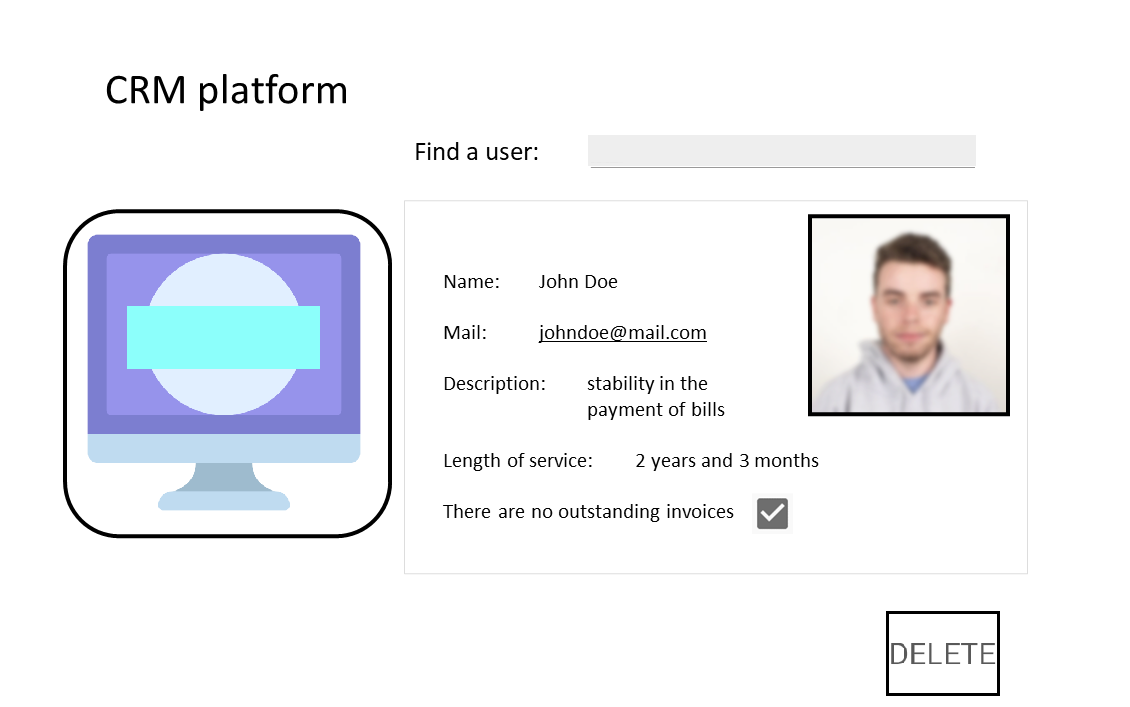 CRM platform
Find a user:
Name: John Doe
Mail: johndoe@mail.com
Description: stability in the
payment of bills
Length of service: 2 years and 3 months
There are no outstanding invoices
DELETE